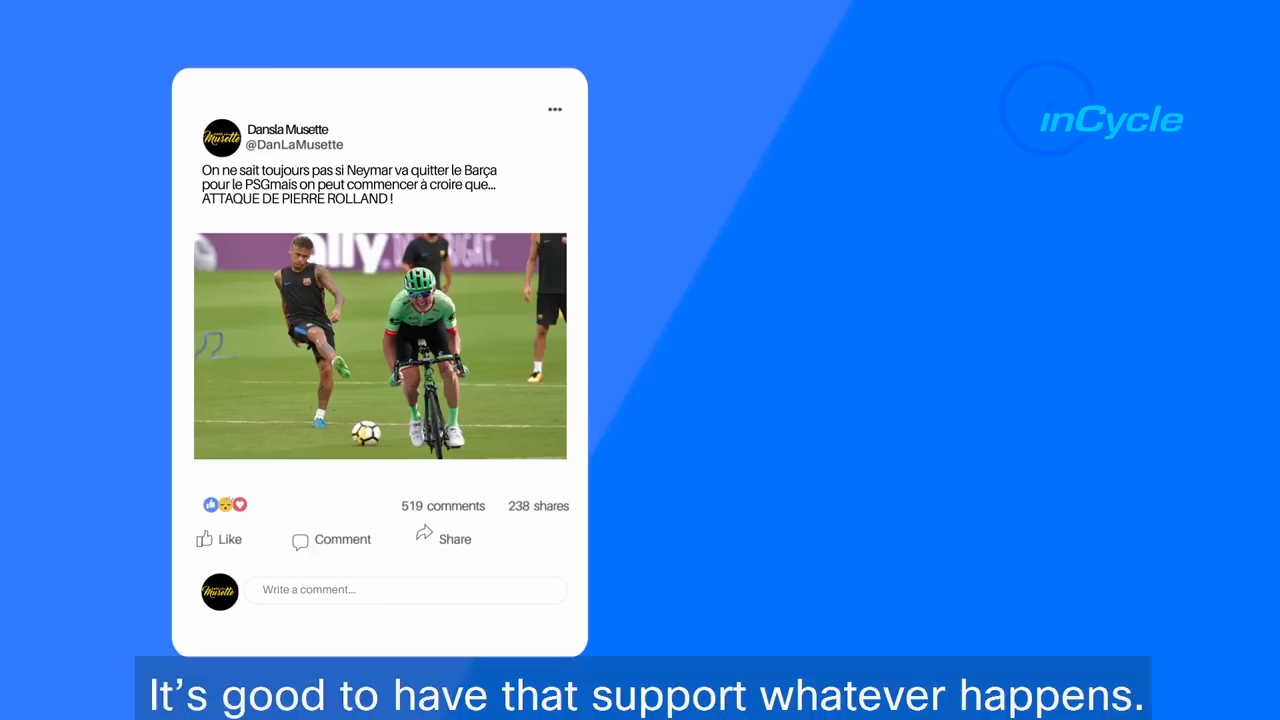 inCycle
Dansla Musette
@DanLaMusette
On ne sait toujours pas si Neymar va quitter le Barça
pour le PSGmais on peut commencer à croire que...
ATTAQUE DE PIERRE ROLLAND !
ally.
519 comments 238 shares
Like Comment Share
Musette
Write a comment...
It's good to have that support whatever happens.